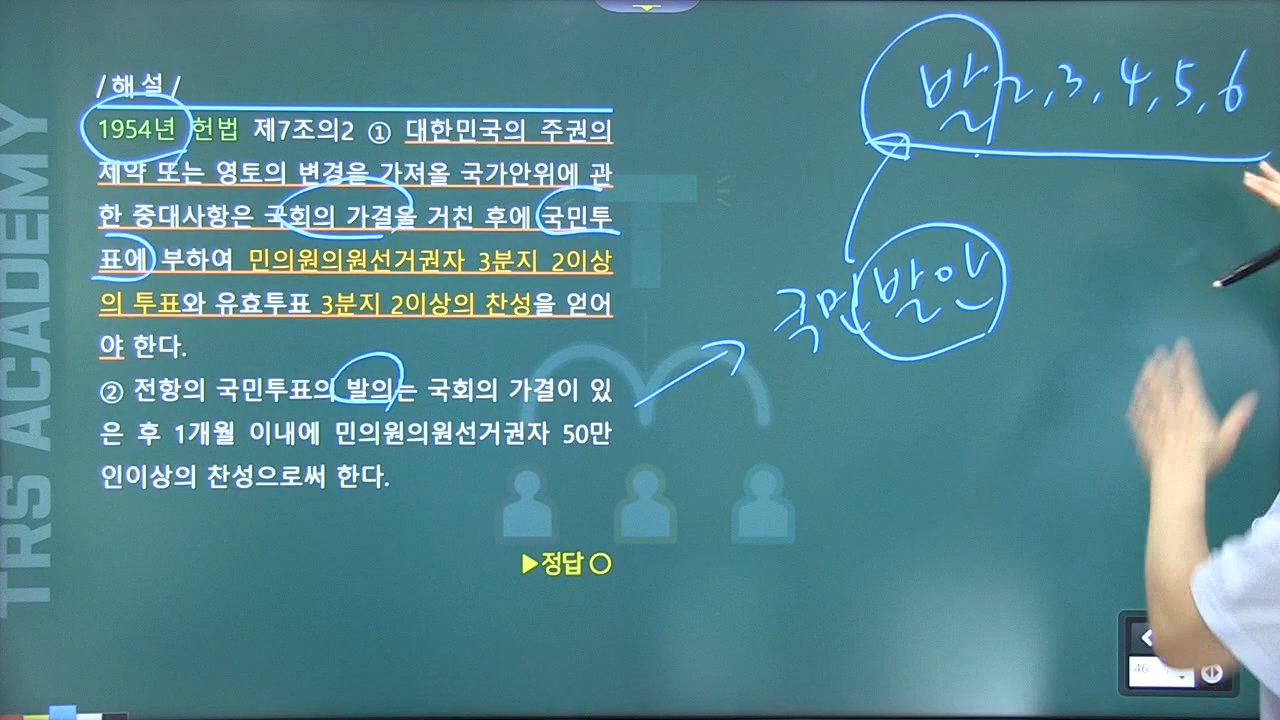 / 해 설 /
1954년 헌법 제7조의2 ① 대한민국의 주권의
제약 또는 영토의 변경을 가져올 국가안위에 관
한 중대사항은 국회의 가결을 거친 후에 국민투
표에 부하여 민의원의원선거권자 3분지 2이상
의 투표와 유효투표 3분지 2이상의 찬성을 얻어
야 한다.
② 전항의 국민투표의 발의는 국회의 가결이 있
은 후 1개월 이내에 민의원의원선거권자 50만
인이상의 찬성으로써 한다.
▶정답 ○
발 2, 3, 4, 5, 6
국민발안
TRS ACADEMY
46